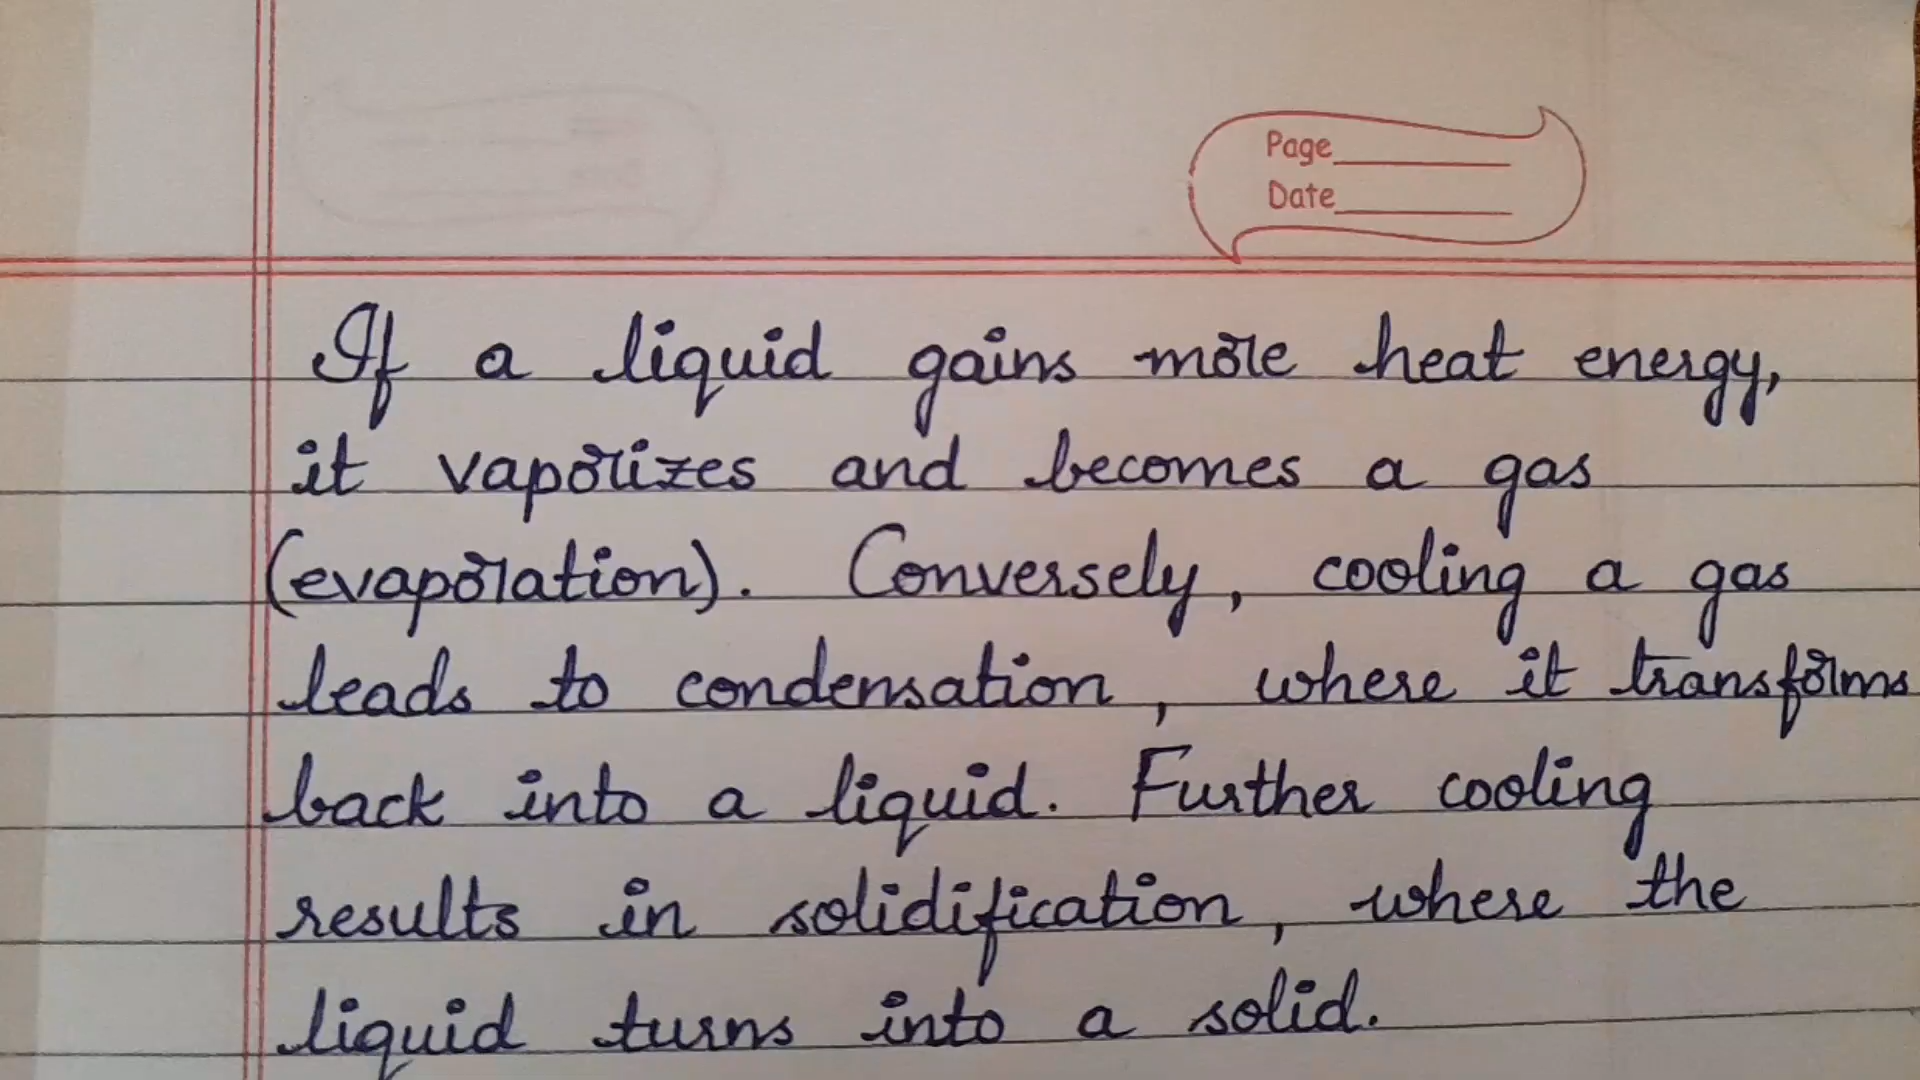 Page
Date
If a liquid gains more heat energy,
it vaporizes and becomes a gas
(evaporation). Conversely, cooling a gas
leads to condensation, where it transforms
back into a liquid. Further cooling
results in solidification, where the
liquid turns into a solid.